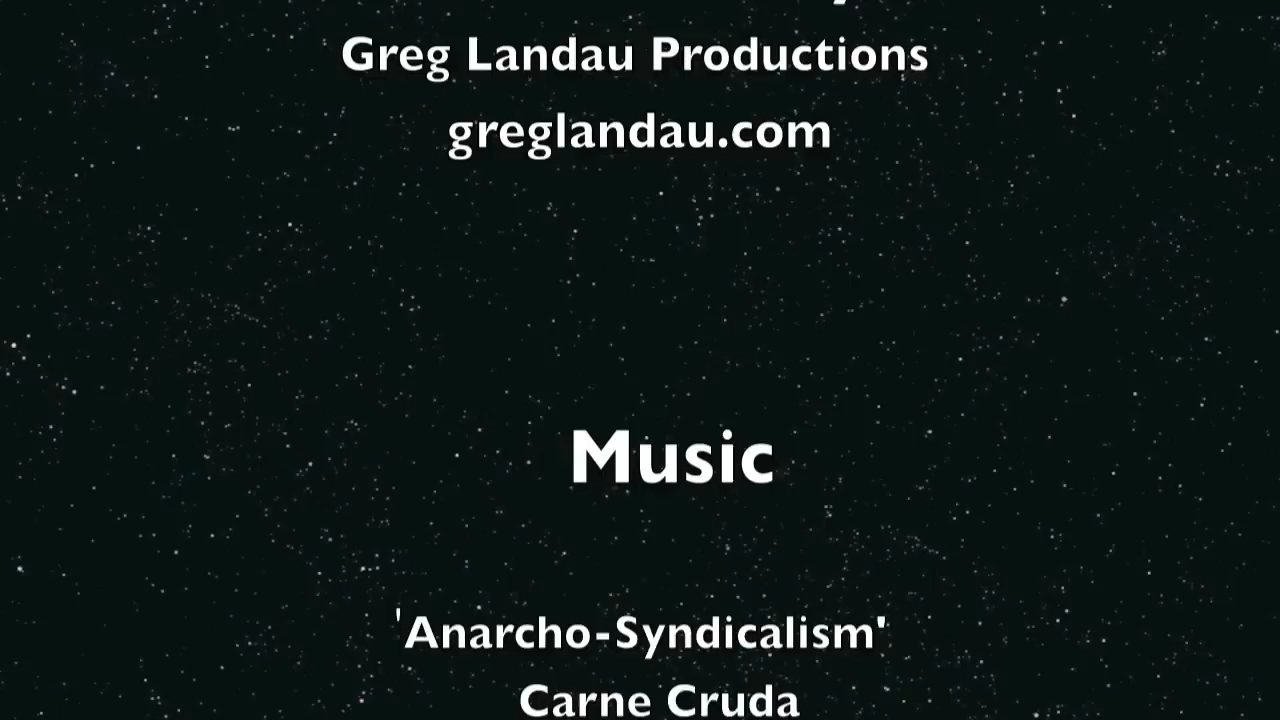 Greg Landau Productions
greglandau.com
Music
'Anarcho-Syndicalism'
Carne Cruda